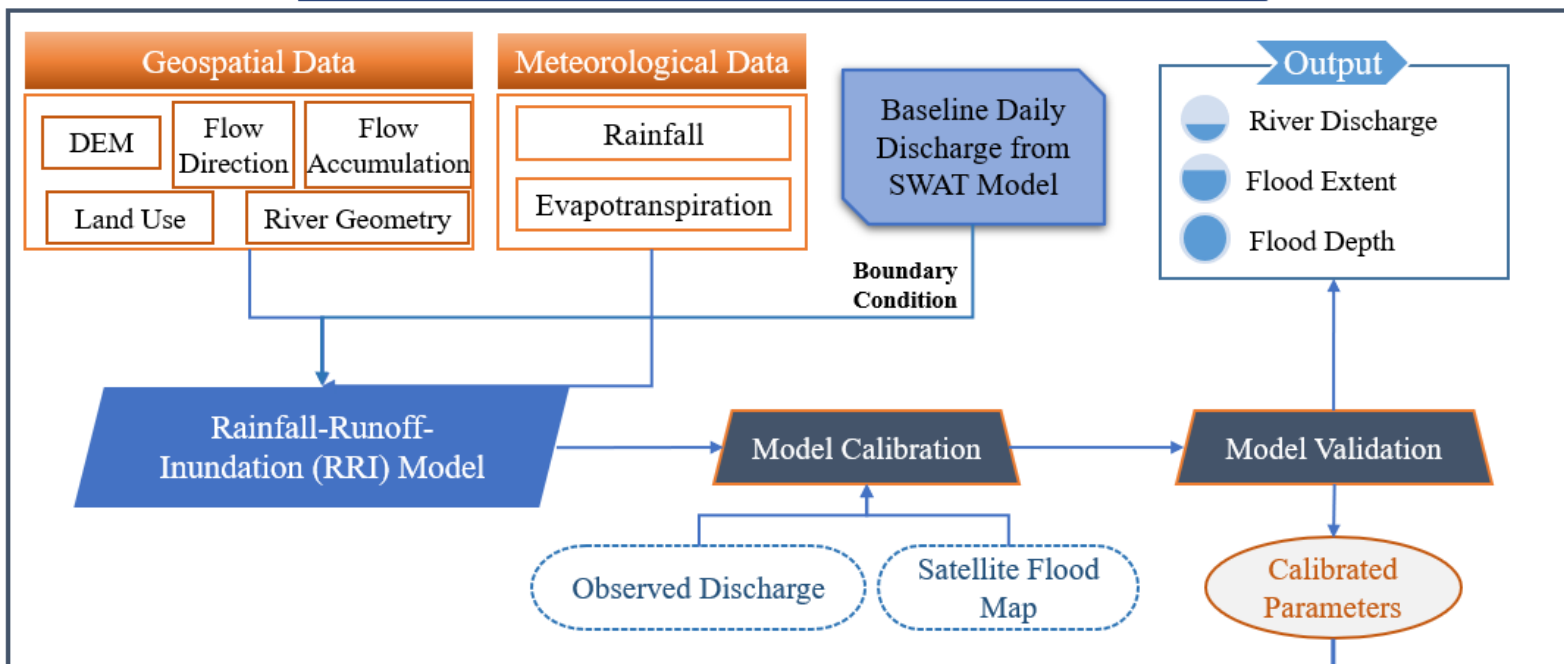 Geospatial Data
DEM
Flow
Direction
Flow
Accumulation
Land Use
River Geometry
Meteorological Data
Rainfall
Evapotranspiration
Baseline Daily
Discharge from
SWAT Model
Boundary
Condition
Output
River Discharge
Flood Extent
Flood Depth
Rainfall-Runoff-
Inundation (RRI) Model
Model Calibration
Model Validation
Observed Discharge
Satellite Flood
Map
Calibrated
Parameters